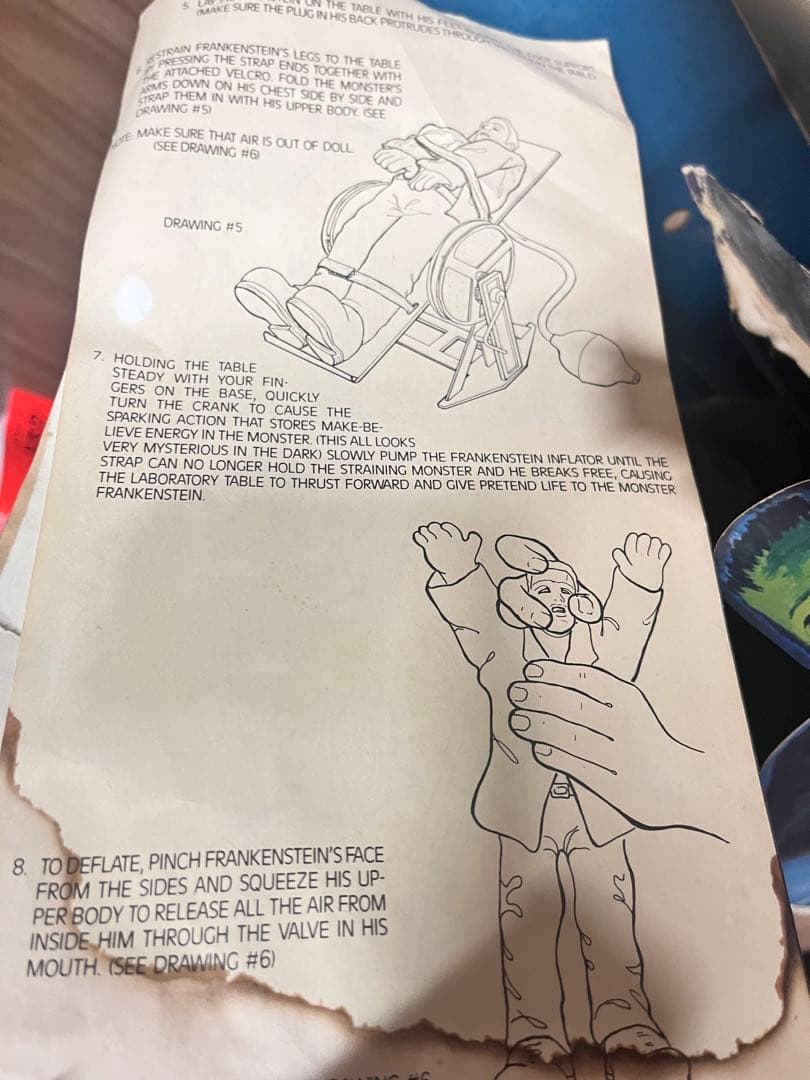 5. LAY
ON THE TABLE WITH HIS
(MAKE SURE THE PLUG IN HIS BACK PROTRUDES THROUGH
6. RESTRAIN FRANKENSTEIN'S LEGS TO THE TABLE
BY PRESSING THE STRAP ENDS TOGETHER WITH
THE ATTACHED VELCRO. FOLD THE MONSTER'S
ARMS DOWN ON HIS CHEST SIDE BY SIDE AND
STRAP THEM IN WITH HIS UPPER BODY. (SEE
DRAWING #5)
NOTE: MAKE SURE THAT AIR IS OUT OF DOLL
(SEE DRAWING #6)
DRAWING #5
7. HOLDING THE TABLE
STEADY WITH YOUR FIN-
GERS ON THE BASE, QUICKLY
TURN THE CRANK TO CAUSE THE
SPARKING ACTION THAT STORES MAKE-BE-
LIEVE ENERGY IN THE MONSTER. (THIS ALL LOOKS
VERY MYSTERIOUS IN THE DARK) SLOWLY PUMP THE FRANKENSTEIN INFLATOR UNTIL THE
STRAP CAN NO LONGER HOLD THE STRAINING MONSTER AND HE BREAKS FREE, CAUSING
THE LABORATORY TABLE TO THRUST FORWARD AND GIVE PRETEND LIFE TO THE MONSTER
FRANKENSTEIN.
8. TO DEFLATE, PINCH FRANKENSTEIN'S FACE
FROM THE SIDES AND SQUEEZE HIS UP-
PER BODY TO RELEASE ALL THE AIR FROM
INSIDE HIM THROUGH THE VALVE IN HIS
MOUTH. (SEE DRAWING #6)